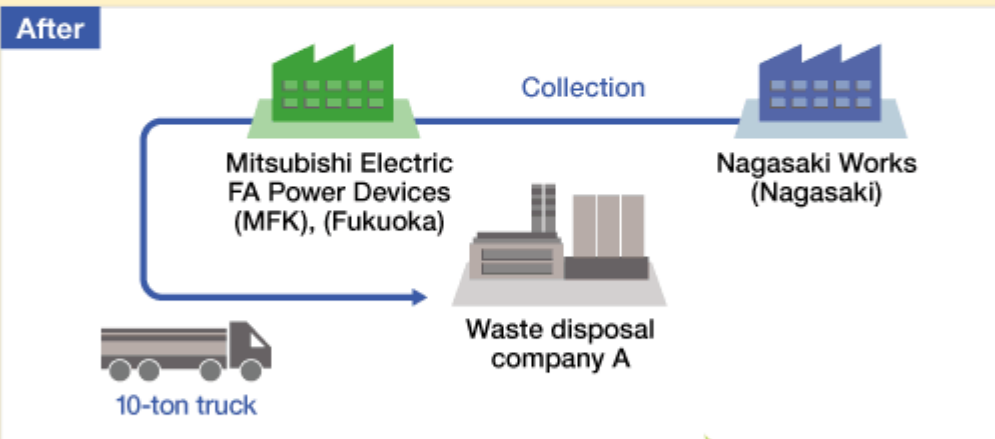 After
Collection
Mitsubishi Electric
FA Power Devices
(MFK), (Fukuoka)
Nagasaki Works
(Nagasaki)
Waste disposal
company A
10-ton truck